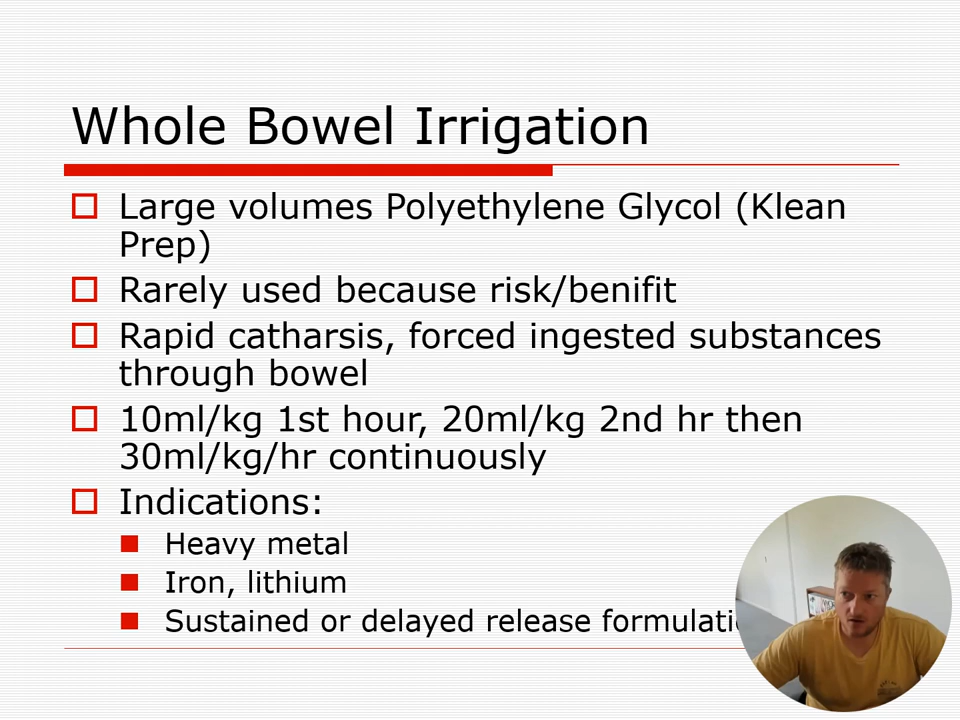 Whole Bowel Irrigation
Large volumes Polyethylene Glycol (Klean
Prep)
Rarely used because risk/benifit
Rapid catharsis, forced ingested substances
through bowel
10ml/kg 1st hour, 20ml/kg 2nd hr then
30ml/kg/hr continuously
Indications:
Heavy metal
Iron, lithium
Sustained or delayed release